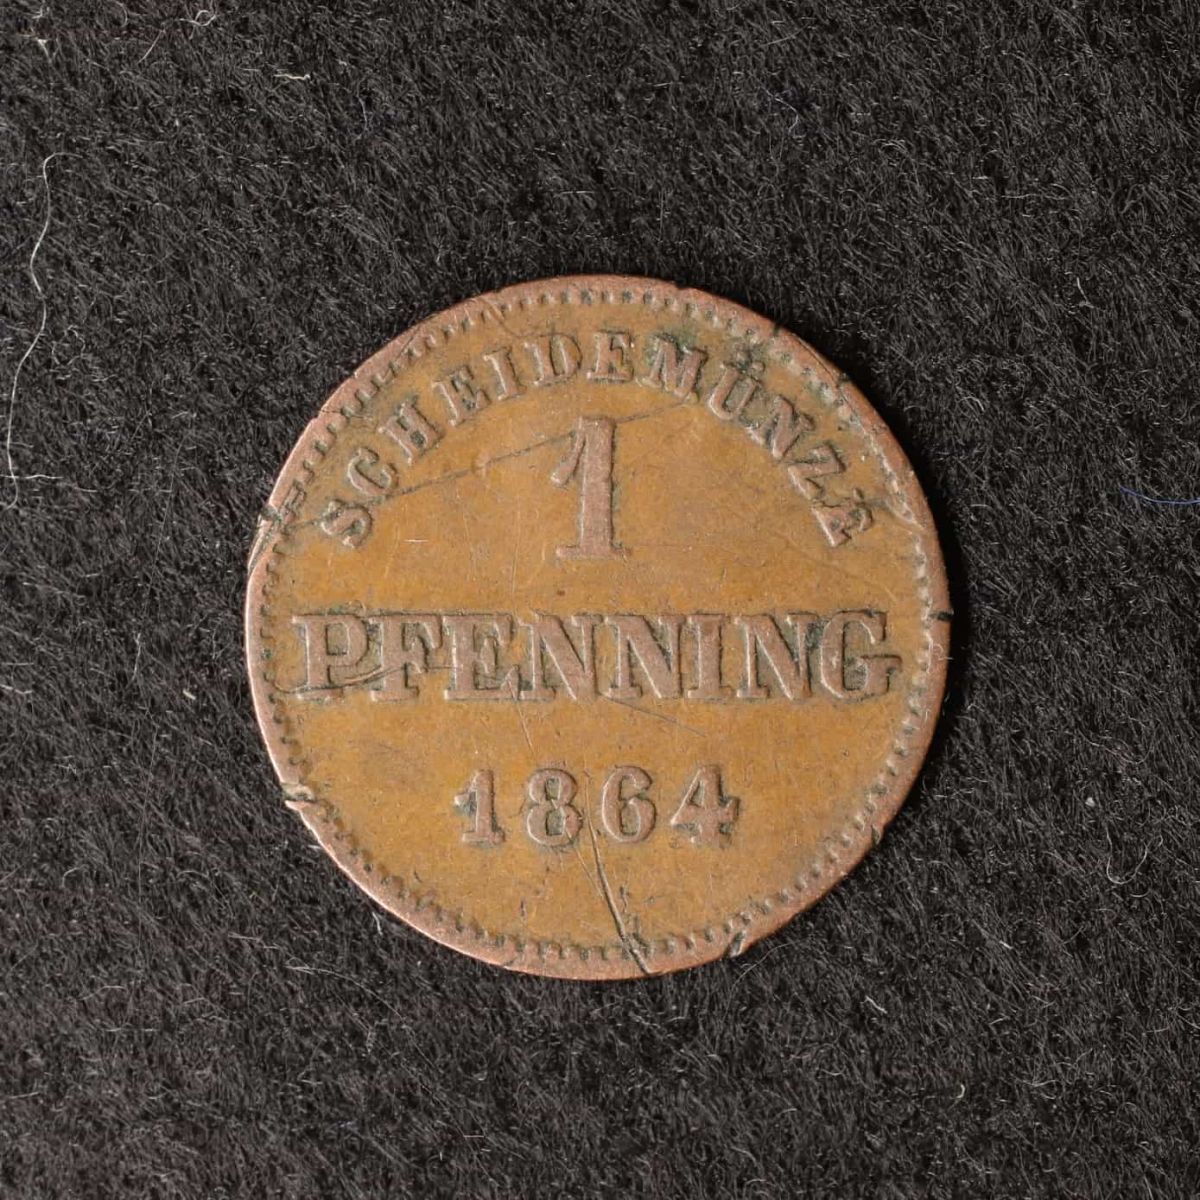 SCHEIDEMÜNZE
1
PFENNING
1864